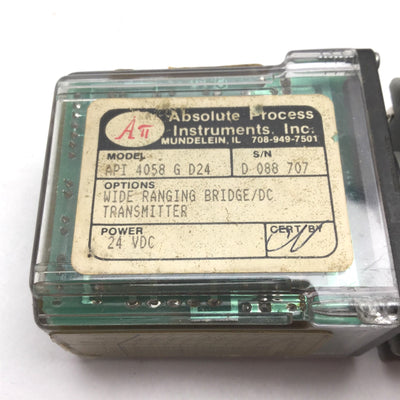 Aπ
Absolute Process
Instruments, Inc.
MUNDELEIN, IL 708-949-7501
MODEL S/N
API 4058 G D24 D 088 707
OPTIONS
WIDE RANGING BRIDGE/DC
TRANSMITTER
POWER CERT BY
24 VDC